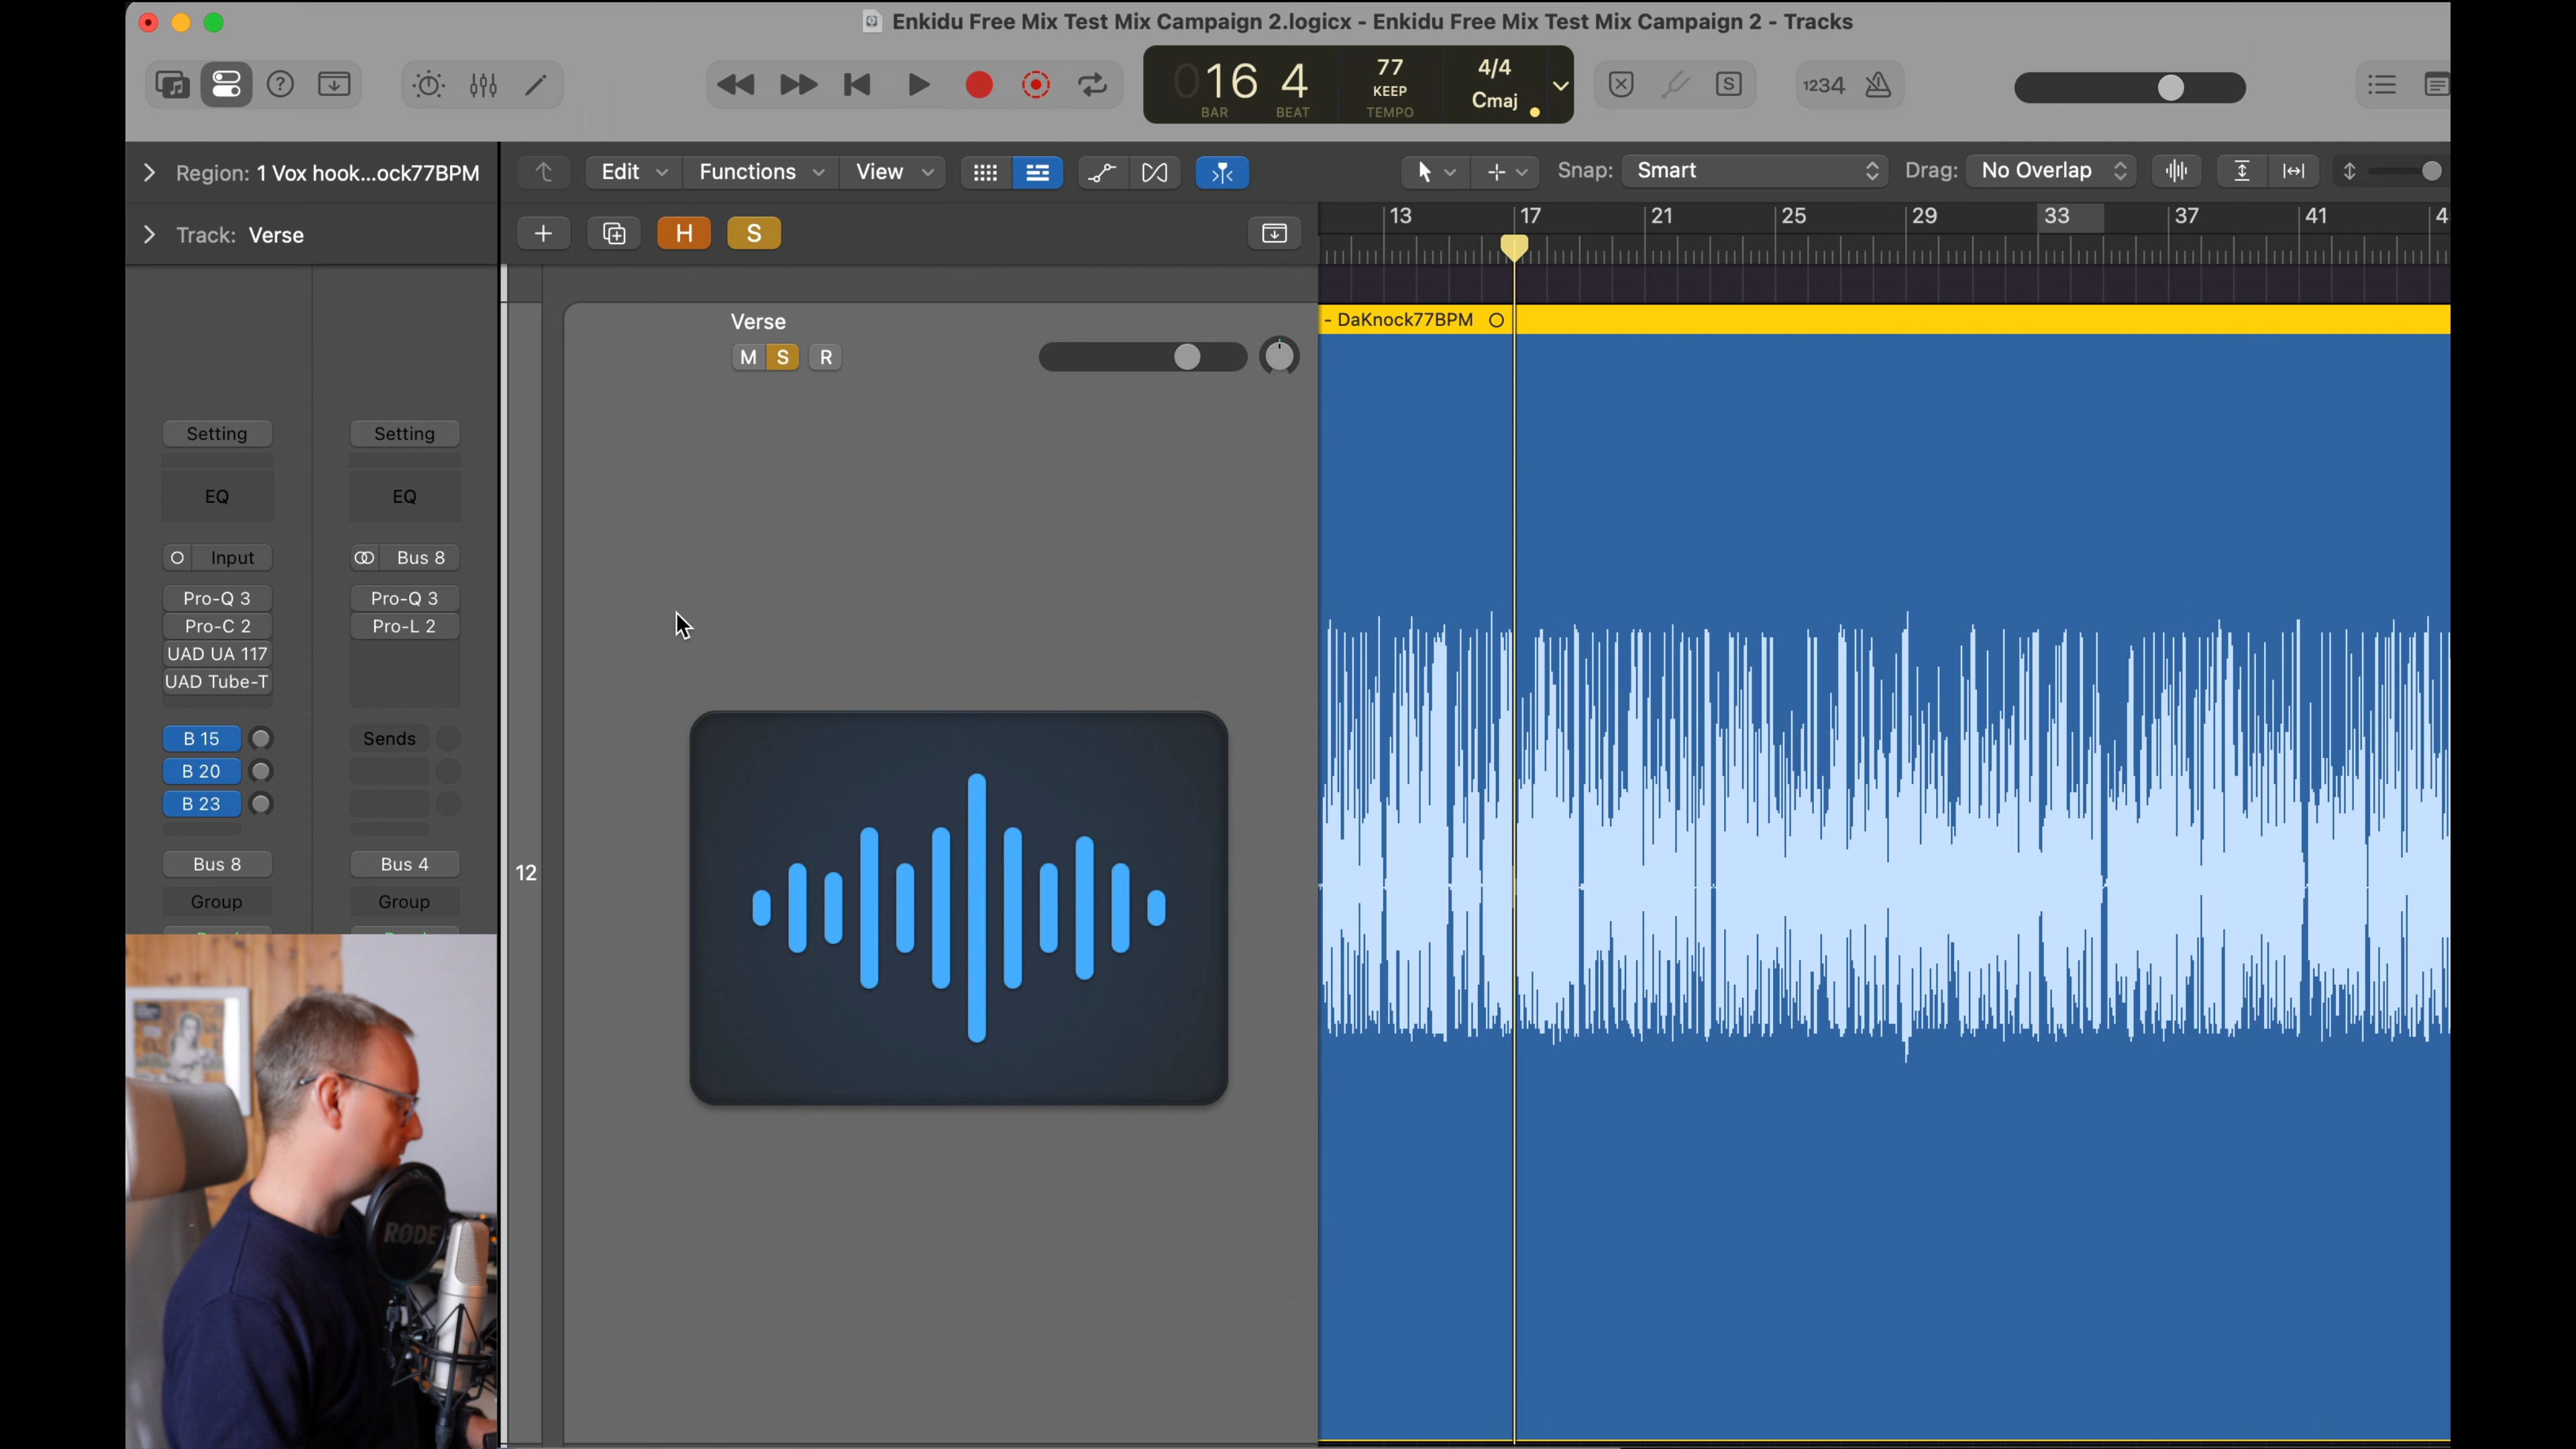 Enkidu Free Mix Test Mix Campaign 2.logicx - Enkidu Free Mix Test Mix Campaign 2 - Tracks
016 4
BAR BEAT
77
KEEP
TEMPO
4/4
Cmaj
S
1234
Region: 1 Vox hook...ock77BPM
Edit Functions View
Snap: Smart
Drag: No Overlap
Track: Verse
H S
13 17 21 25 29 33 37 41 4
Verse
M S R
- DaKnock77BPM
Setting Setting
EQ EQ
Input Bus 8
Pro-Q 3 Pro-Q 3
Pro-C 2 Pro-L 2
UAD UA 117
UAD Tube-T
B 15 Sends
B 20
B 23
Bus 8 Bus 4
12
Group Group
RØDE